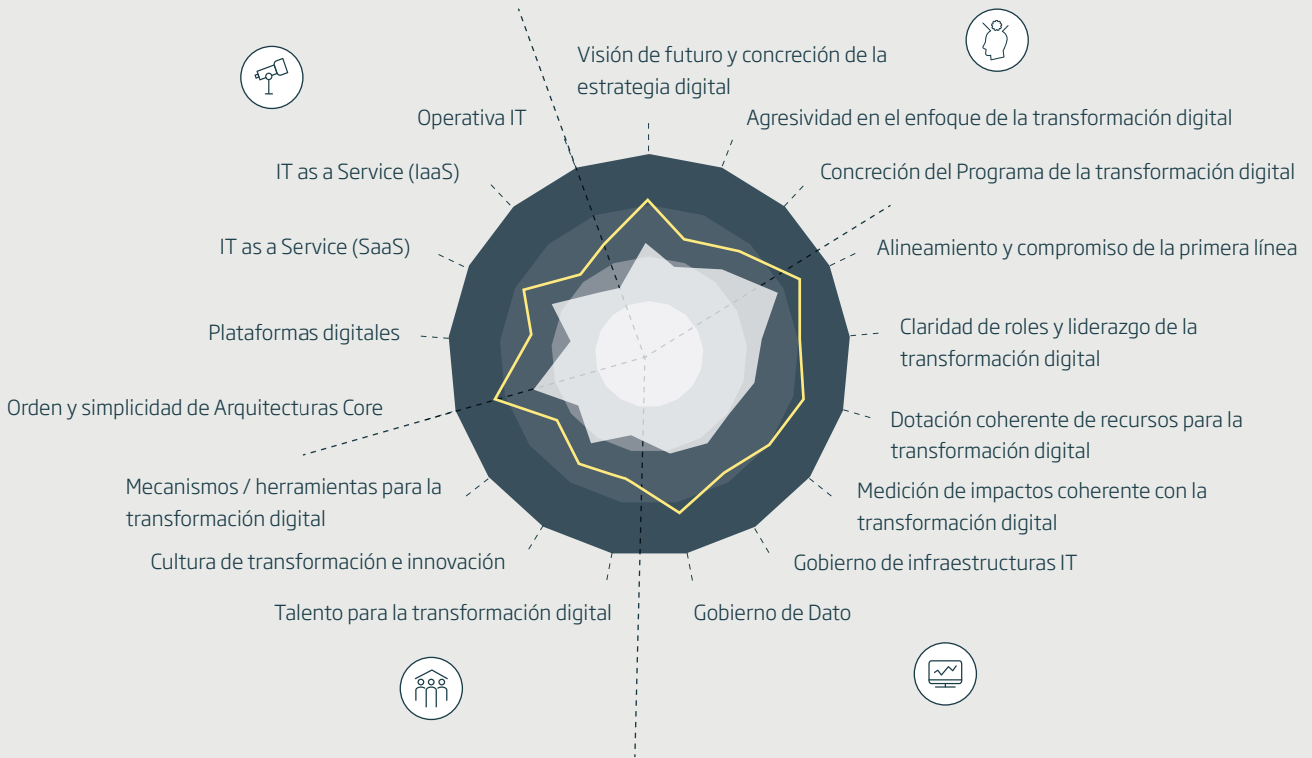 Visión de futuro y concreción de la
estrategia digital
Agresividad en el enfoque de la transformación digital
Concreción del Programa de la transformación digital
Alineamiento y compromiso de la primera línea
Claridad de roles y liderazgo de la
transformación digital
Dotación coherente de recursos para la
transformación digital
Medición de impactos coherente con la
transformación digital
Gobierno de infraestructuras IT
Gobierno de Dato
Talento para la transformación digital
Cultura de transformación e innovación
Mecanismos / herramientas para la
transformación digital
Orden y simplicidad de Arquitecturas Core
Plataformas digitales
IT as a Service (SaaS)
IT as a Service (IaaS)
Operativa IT